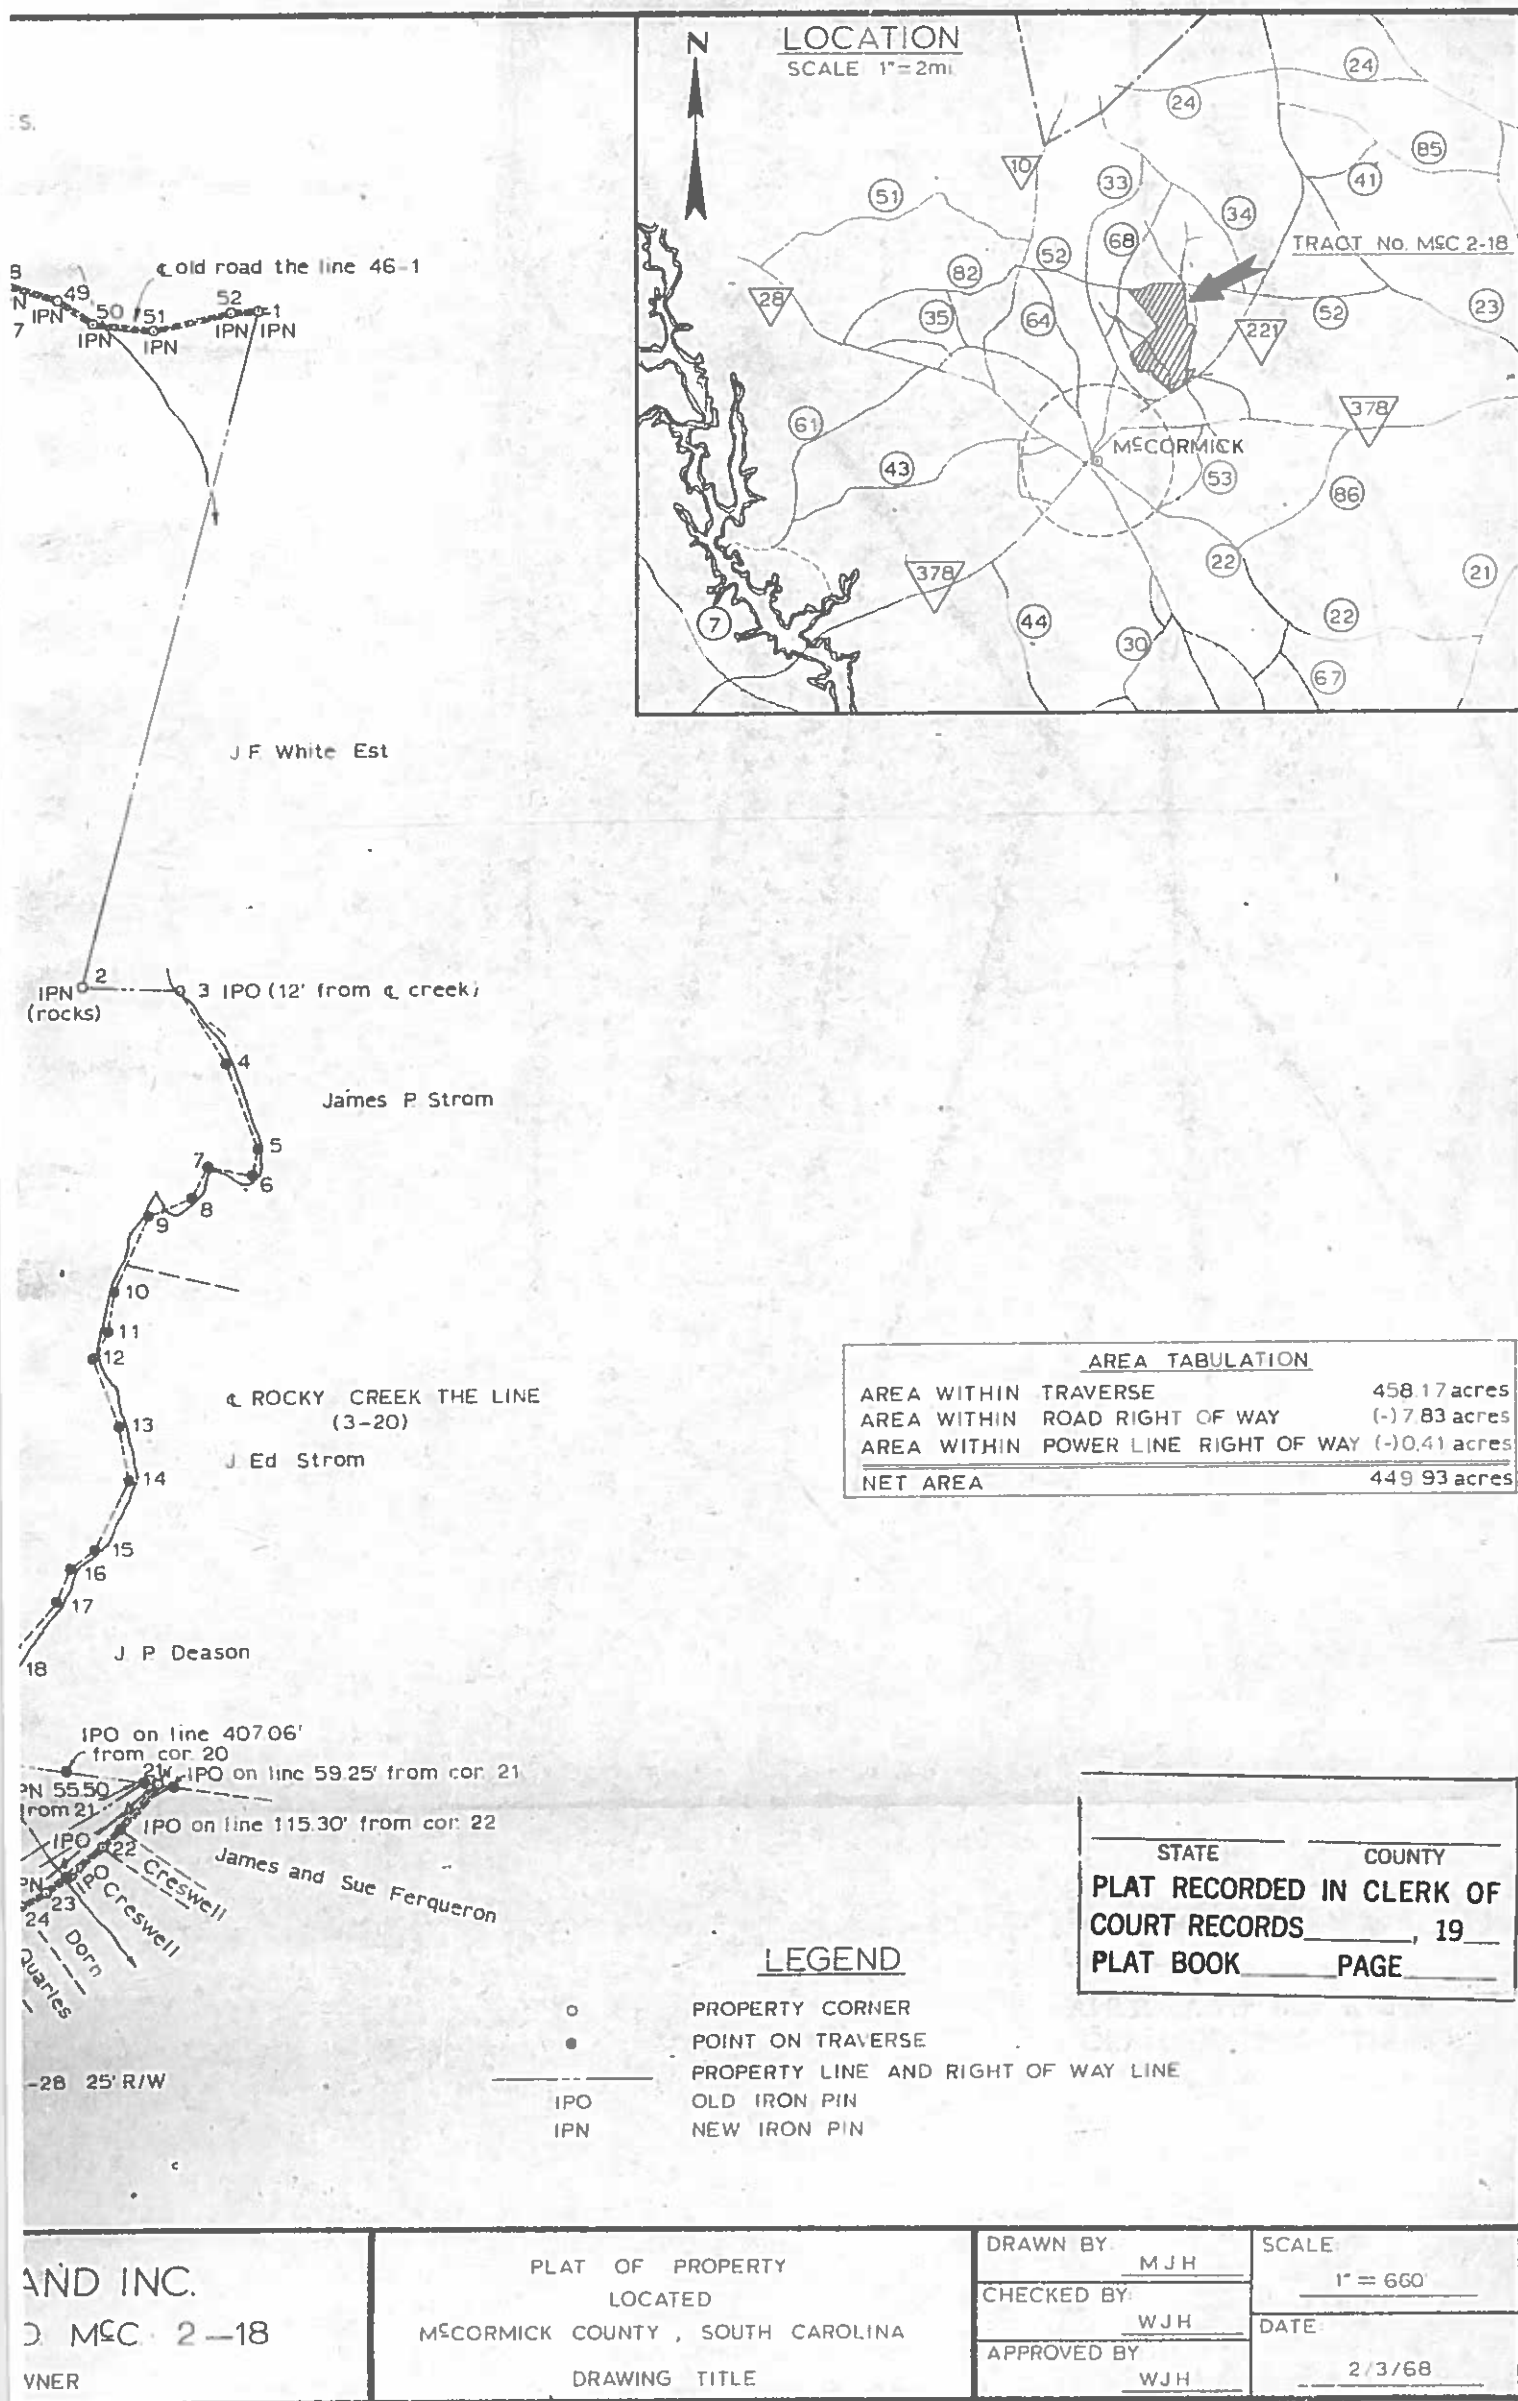 LOCATION
SCALE 1"=2mi
N
24
24
85
41
10
33
51
34
68
52
TRACT No. McC 2-18
82
28
35
64
52
23
221
378
61
McCORMICK
43
53
86
22
378
21
7
44
22
30
67
S.
℄ old road the line 46-1
8
N
7
IPN
49
50
IPN
51
IPN
52
IPN
1
IPN
J F White Est
2
IPN
(rocks)
3 IPO (12' from ℄ creek)
4
James P Strom
5
6
7
8
9
10
11
12
℄ ROCKY CREEK THE LINE
(3-20)
13
J Ed Strom
14
15
16
17
J. P. Deason
18
AREA TABULATION
AREA WITHIN TRAVERSE 458.17 acres
AREA WITHIN ROAD RIGHT OF WAY (-) 7.83 acres
AREA WITHIN POWER LINE RIGHT OF WAY (-) 0.41 acres
NET AREA 449 93 acres
IPO on line 407.06'
from cor. 20
21
IPO on line 59.25' from cor. 21
PN 55.50
from 21
IPO on line 115.30' from cor. 22
IPO
22
Creswell
James and Sue Ferqueron
PN
IPO
Creswell
23
24
Dorn
Quarles
-28 25' R/W
STATE COUNTY
PLAT RECORDED IN CLERK OF
COURT RECORDS______, 19__
PLAT BOOK______PAGE______
LEGEND
PROPERTY CORNER
POINT ON TRAVERSE
PROPERTY LINE AND RIGHT OF WAY LINE
IPO OLD IRON PIN
IPN NEW IRON PIN
AND INC.
McC 2-18
WNER
PLAT OF PROPERTY
LOCATED
McCORMICK COUNTY, SOUTH CAROLINA
DRAWING TITLE
DRAWN BY:
MJH
CHECKED BY:
WJH
APPROVED BY
WJH
SCALE:
1" = 660'
DATE:
2/3/68